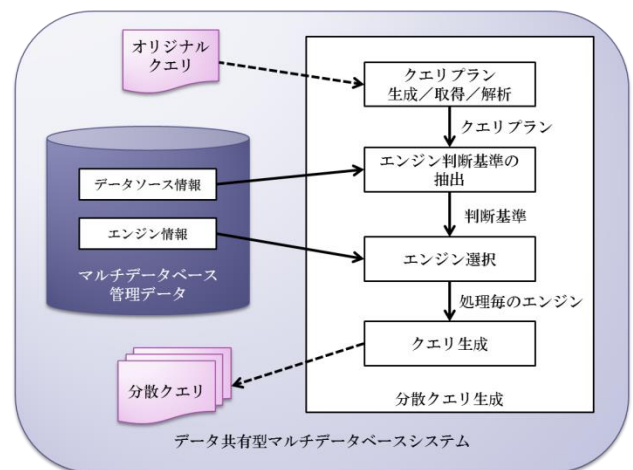 オリジナル
クエリ
クエリプラン
生成／取得／解析
クエリプラン
データソース情報
エンジン判断基準の
抽出
判断基準
エンジン情報
エンジン選択
マルチデータベース
管理データ
処理毎のエンジン
クエリ生成
分散クエリ
分散クエリ生成
データ共有型マルチデータベースシステム